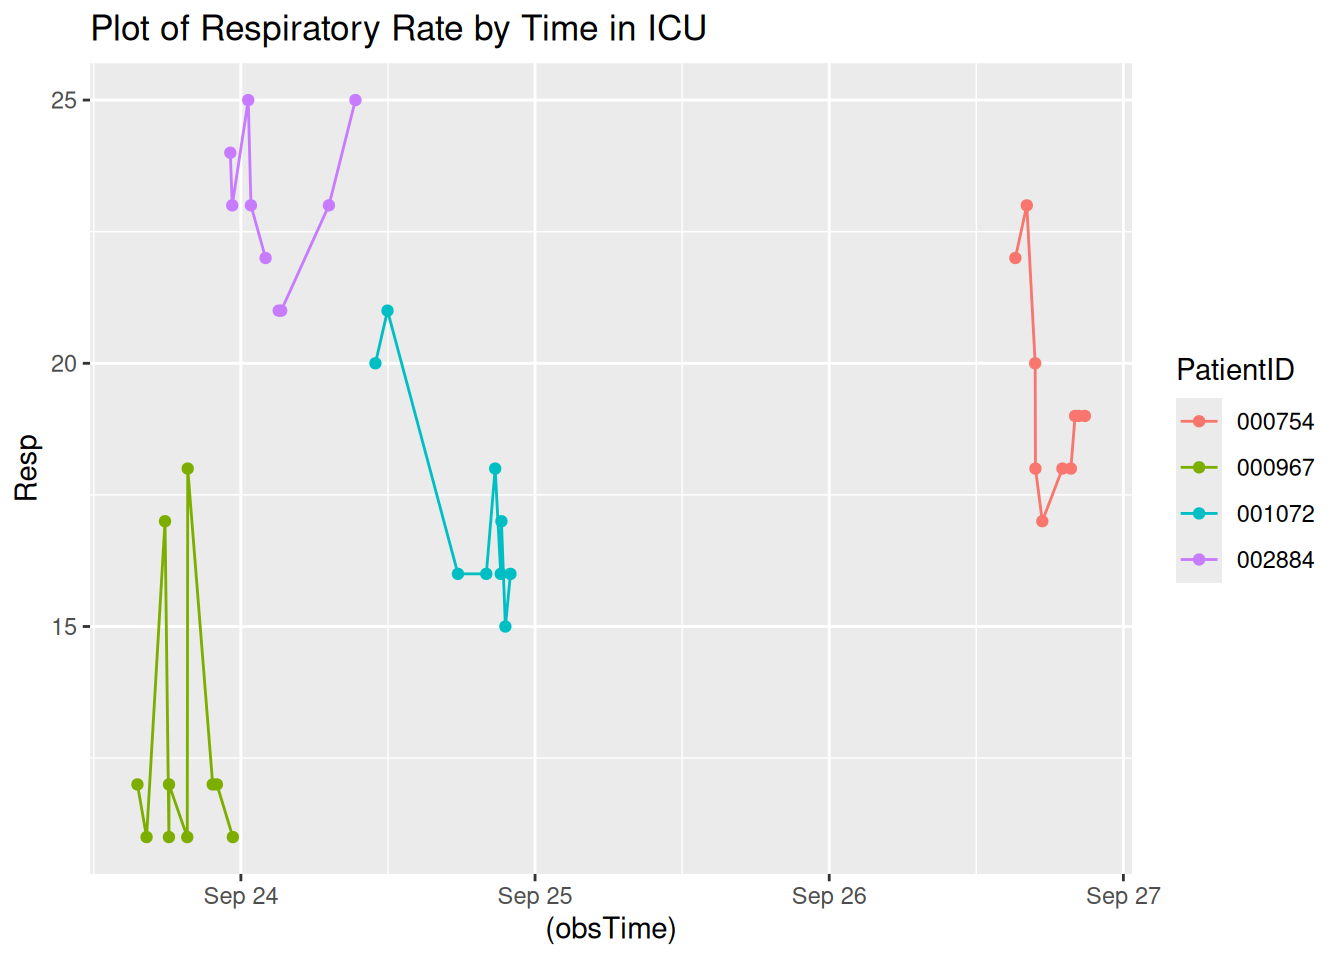 Plot of Respiratory Rate by Time in ICU
25
20
15
Resp
Sep 24
Sep 25
Sep 26
Sep 27
(obsTime)
PatientID
000754
000967
001072
002884